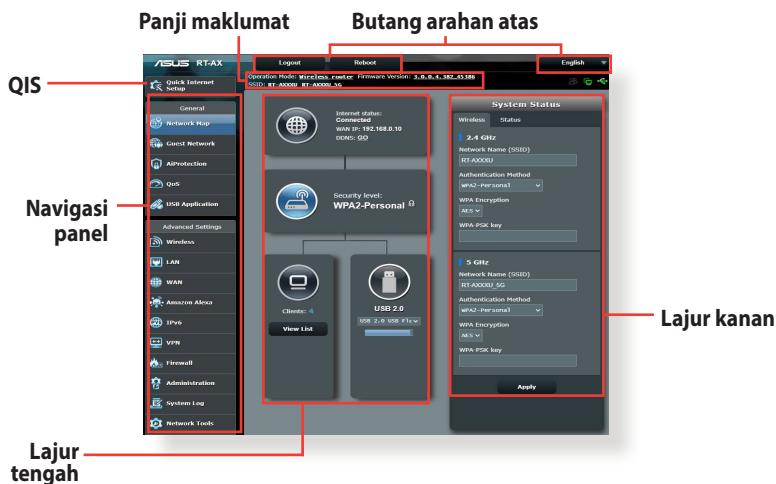 Panji maklumat
Butang arahan atas
QIS
Navigasi
panel
Lajur
tengah
Lajur kanan
ASUS RT-AX
Logout
Reboot
English
Operation Mode: Wireless router Firmware Version: 3.0.0.4.382_45386
SSID: RT-AXXXU RT-AXXXU_5G
Quick Internet
Setup
General
Network Map
Guest Network
AiProtection
QoS
USB Application
Advanced Settings
Wireless
LAN
WAN
Amazon Alexa
IPv6
VPN
Firewall
Administration
System Log
Network Tools
Internet status:
Connected
WAN IP: 192.168.0.10
DDNS: GO
Security level:
WPA2-Personal
Clients: 4
View List
USB 2.0
USB 2.0 USB Fl
System Status
Wireless
Status
2.4 GHz
Network Name (SSID)
RT-AXXXU
Authentication Method
WPA2-Personal
WPA Encryption
AES
WPA-PSK key
5 GHz
Network Name (SSID)
RT-AXXXU_5G
Authentication Method
WPA2-Personal
WPA Encryption
AES
WPA-PSK key
Apply